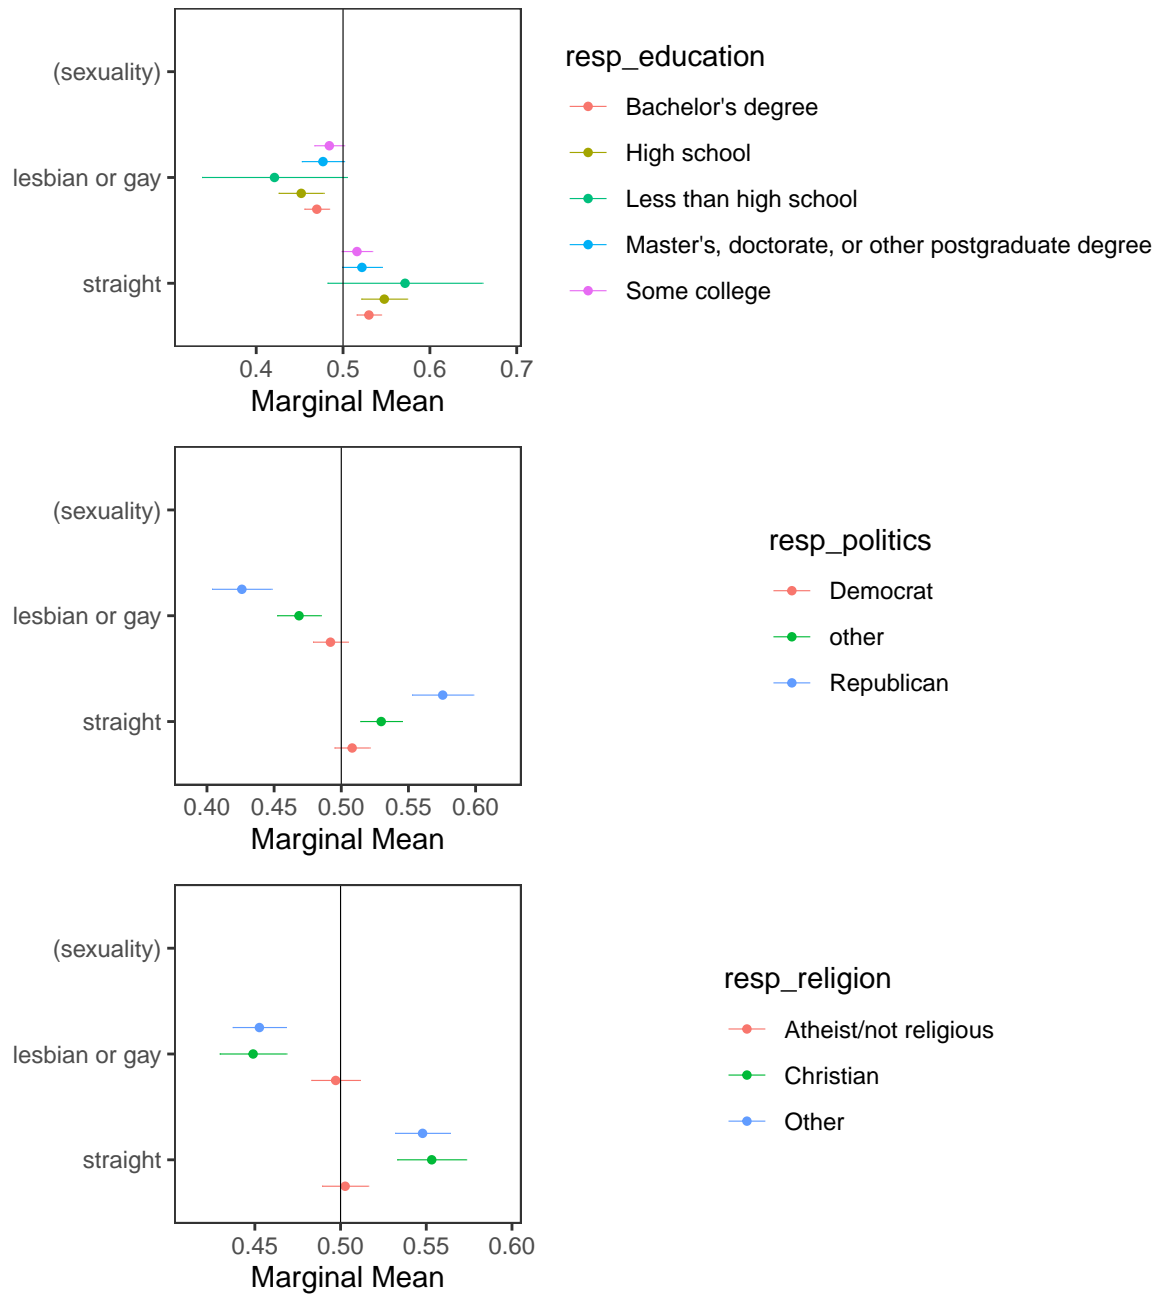 (sexuality)
lesbian or gay
straight
0.4 0.5 0.6 0.7
Marginal Mean
resp_education
Bachelor's degree
High school
Less than high school
Master's, doctorate, or other postgraduate degree
Some college
(sexuality)
lesbian or gay
straight
0.40 0.45 0.50 0.55 0.60
Marginal Mean
resp_politics
Democrat
other
Republican
(sexuality)
lesbian or gay
straight
0.45 0.50 0.55 0.60
Marginal Mean
resp_religion
Atheist/not religious
Christian
Other